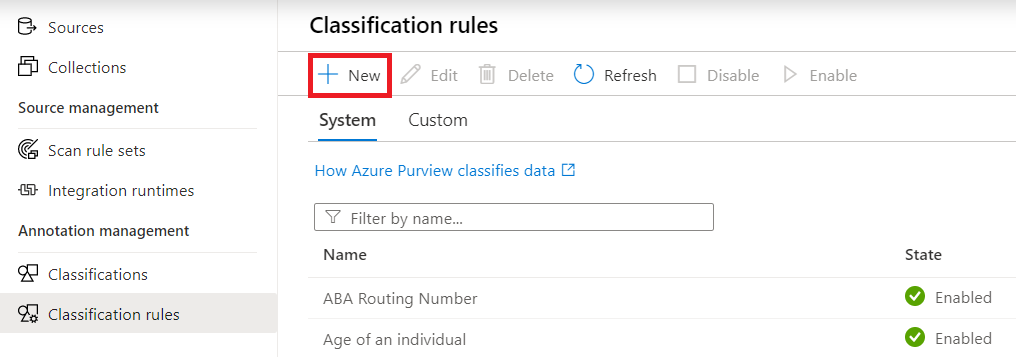 Sources
Collections
Source management
Scan rule sets
Integration runtimes
Annotation management
Classifications
Classification rules
Classification rules
New Edit Delete Refresh Disable Enable
System Custom
How Azure Purview classifies data
Filter by name...
Name State
ABA Routing Number Enabled
Age of an individual Enabled